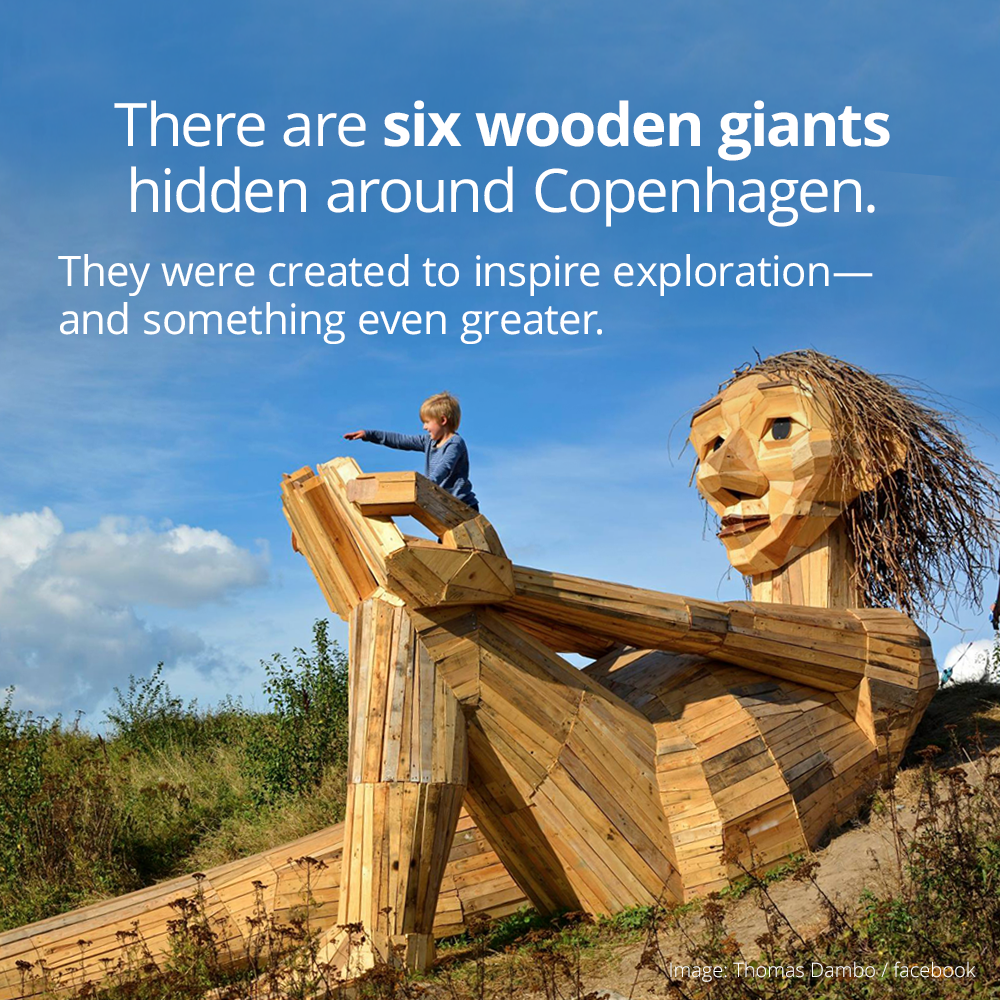 There are six wooden giants
hidden around Copenhagen.
They were created to inspire exploration—
and something even greater.
Image: Thomas Dambo / facebook